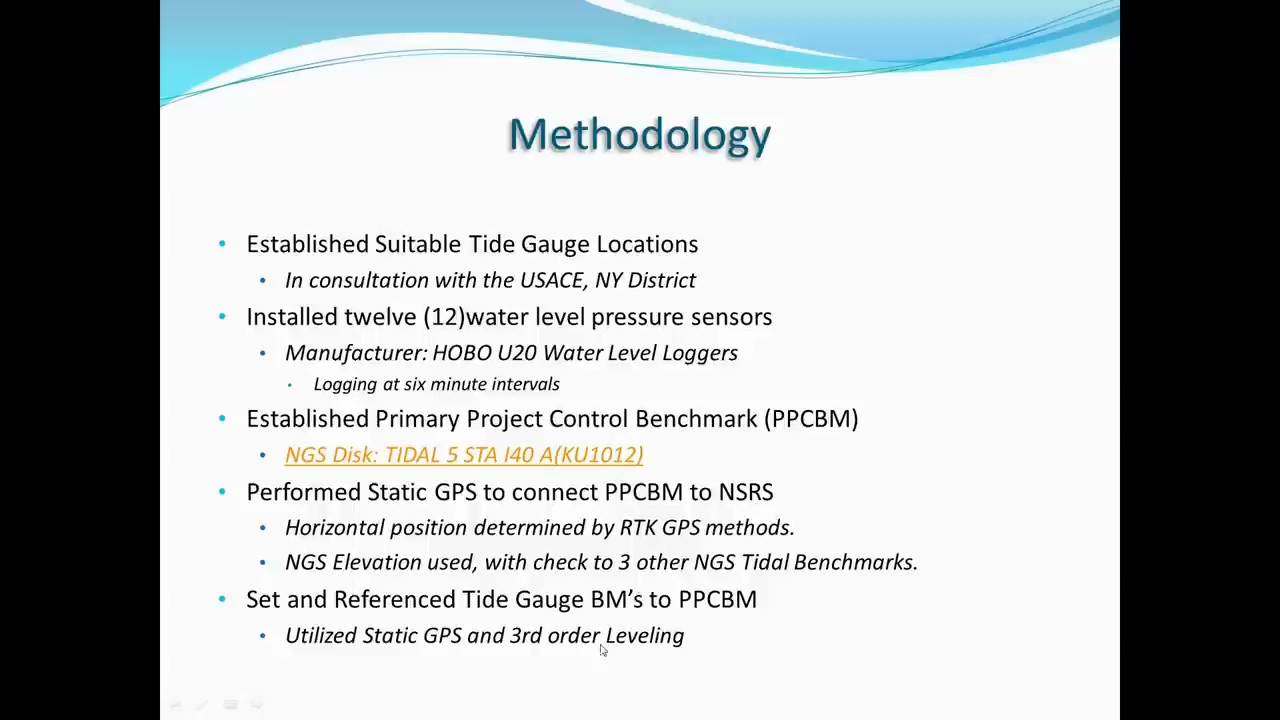 Methodology
• Established Suitable Tide Gauge Locations
• In consultation with the USACE, NY District
• Installed twelve (12)water level pressure sensors
• Manufacturer: HOBO U20 Water Level Loggers
• Logging at six minute intervals
• Established Primary Project Control Benchmark (PPCBM)
• NGS Disk: TIDAL 5 STA I40 A(KU1012)
• Performed Static GPS to connect PPCBM to NSRS
• Horizontal position determined by RTK GPS methods.
• NGS Elevation used, with check to 3 other NGS Tidal Benchmarks.
• Set and Referenced Tide Gauge BM’s to PPCBM
• Utilized Static GPS and 3rd order Leveling